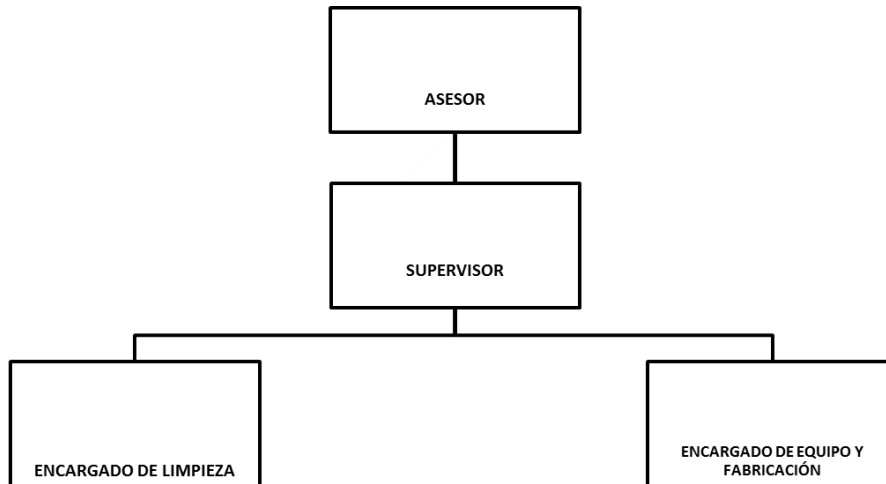 ASESOR
SUPERVISOR
ENCARGADO DE LIMPIEZA
ENCARGADO DE EQUIPO Y
FABRICACIÓN